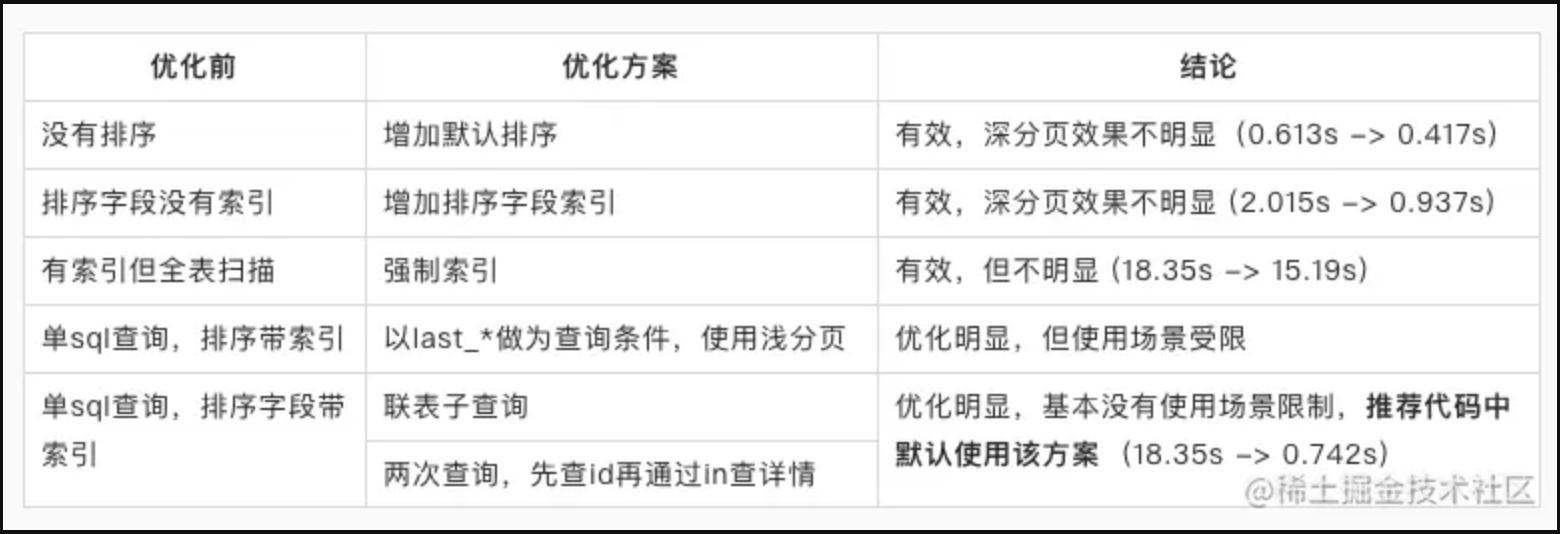 优化前 优化方案 结论
没有排序 增加默认排序 有效，深分页效果不明显（0.613s -> 0.417s）
排序字段没有索引 增加排序字段索引 有效，深分页效果不明显 (2.015s -> 0.937s)
有索引但全表扫描 强制索引 有效，但不明显 (18.35s -> 15.19s)
单sql查询，排序带索引 以last_*做为查询条件，使用浅分页 优化明显，但使用场景受限
单sql查询，排序字段带
索引
联表子查询
两次查询，先查id再通过in查详情
优化明显，基本没有使用场景限制，推荐代码中
默认使用该方案（18.35s -> 0.742s）
@稀土掘金技术社区